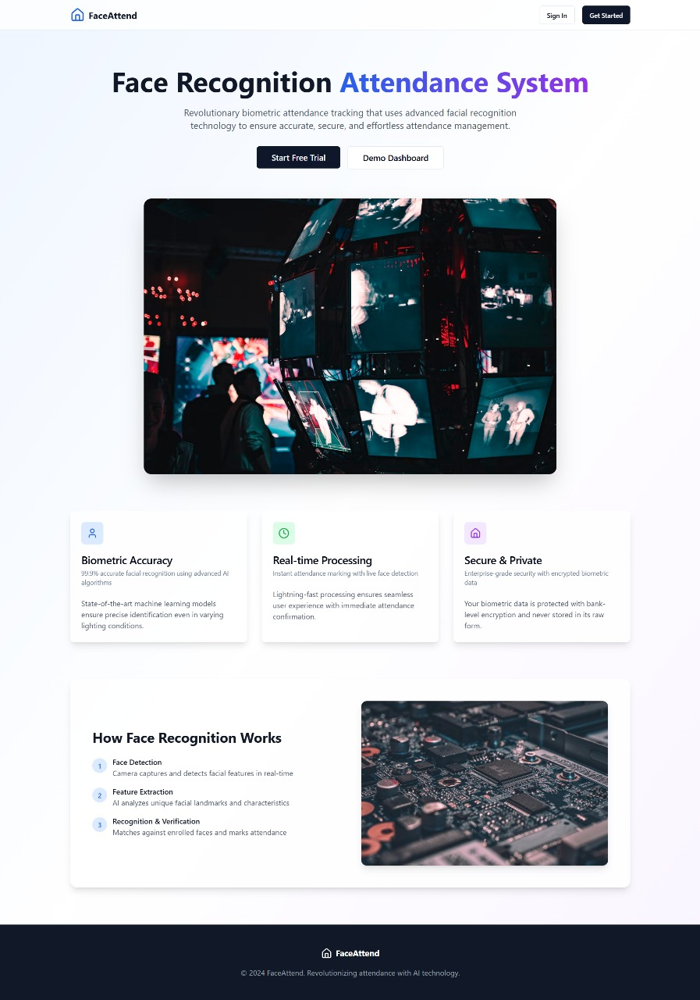 FaceAttend
Sign In
Get Started
Face Recognition Attendance System
Revolutionary biometric attendance tracking that uses advanced facial recognition
technology to ensure accurate, secure, and effortless attendance management.
Start Free Trial
Demo Dashboard
Biometric Accuracy
99.9% accurate facial recognition using advanced AI
algorithms
State-of-the-art machine learning models
ensure precise identification even in varying
lighting conditions.
Real-time Processing
Instant attendance marking with live face detection
Lightning-fast processing ensures seamless
user experience with immediate attendance
confirmation.
Secure & Private
Enterprise-grade security with encrypted biometric
data
Your biometric data is protected with bank-
level encryption and never stored in its raw
form.
How Face Recognition Works
1
Face Detection
Camera captures and detects facial features in real-time
2
Feature Extraction
AI analyzes unique facial landmarks and characteristics
3
Recognition & Verification
Matches against enrolled faces and marks attendance
FaceAttend
© 2024 FaceAttend. Revolutionizing attendance with AI technology.